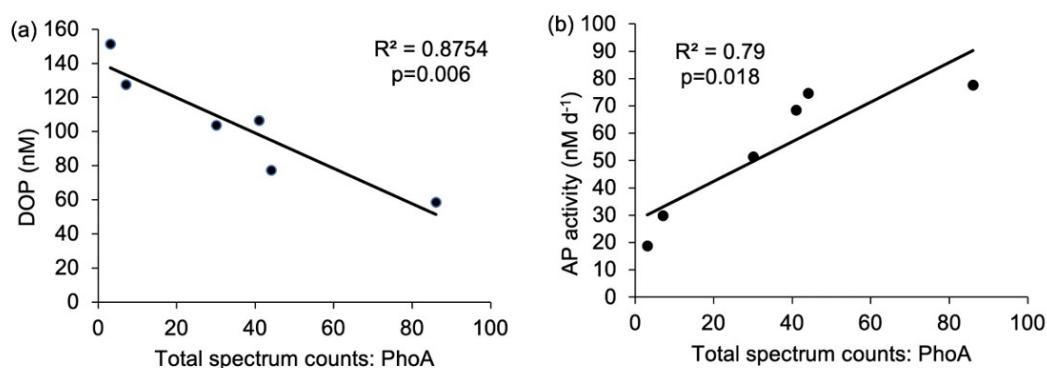 (a)
160
140
120
100
80
60
40
20
0
DOP (nM)
R² = 0.8754
p=0.006
0 20 40 60 80 100
Total spectrum counts: PhoA
(b)
100
90
80
70
60
50
40
30
20
10
0
AP activity (nM d⁻¹)
R² = 0.79
p=0.018
0 20 40 60 80 100
Total spectrum counts: PhoA